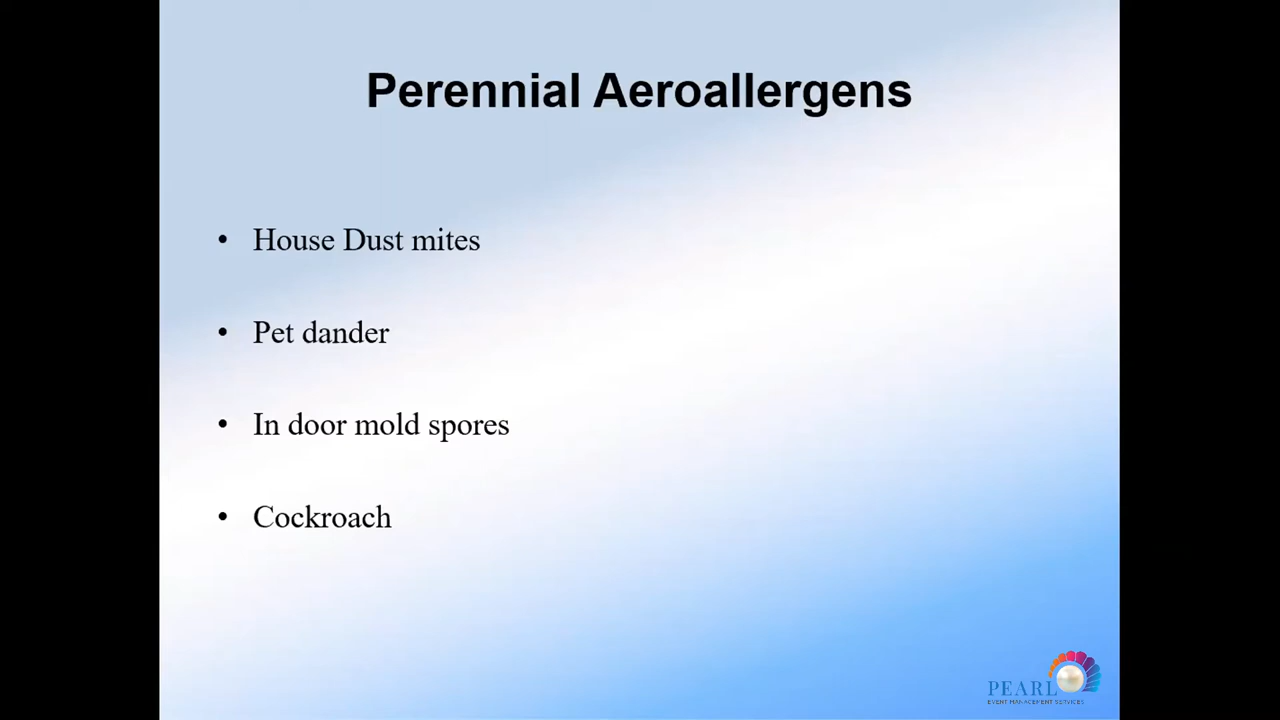 Perennial Aeroallergens
• House Dust mites
• Pet dander
• In door mold spores
• Cockroach
PEARL
EVENT MANAGEMENT SERVICES